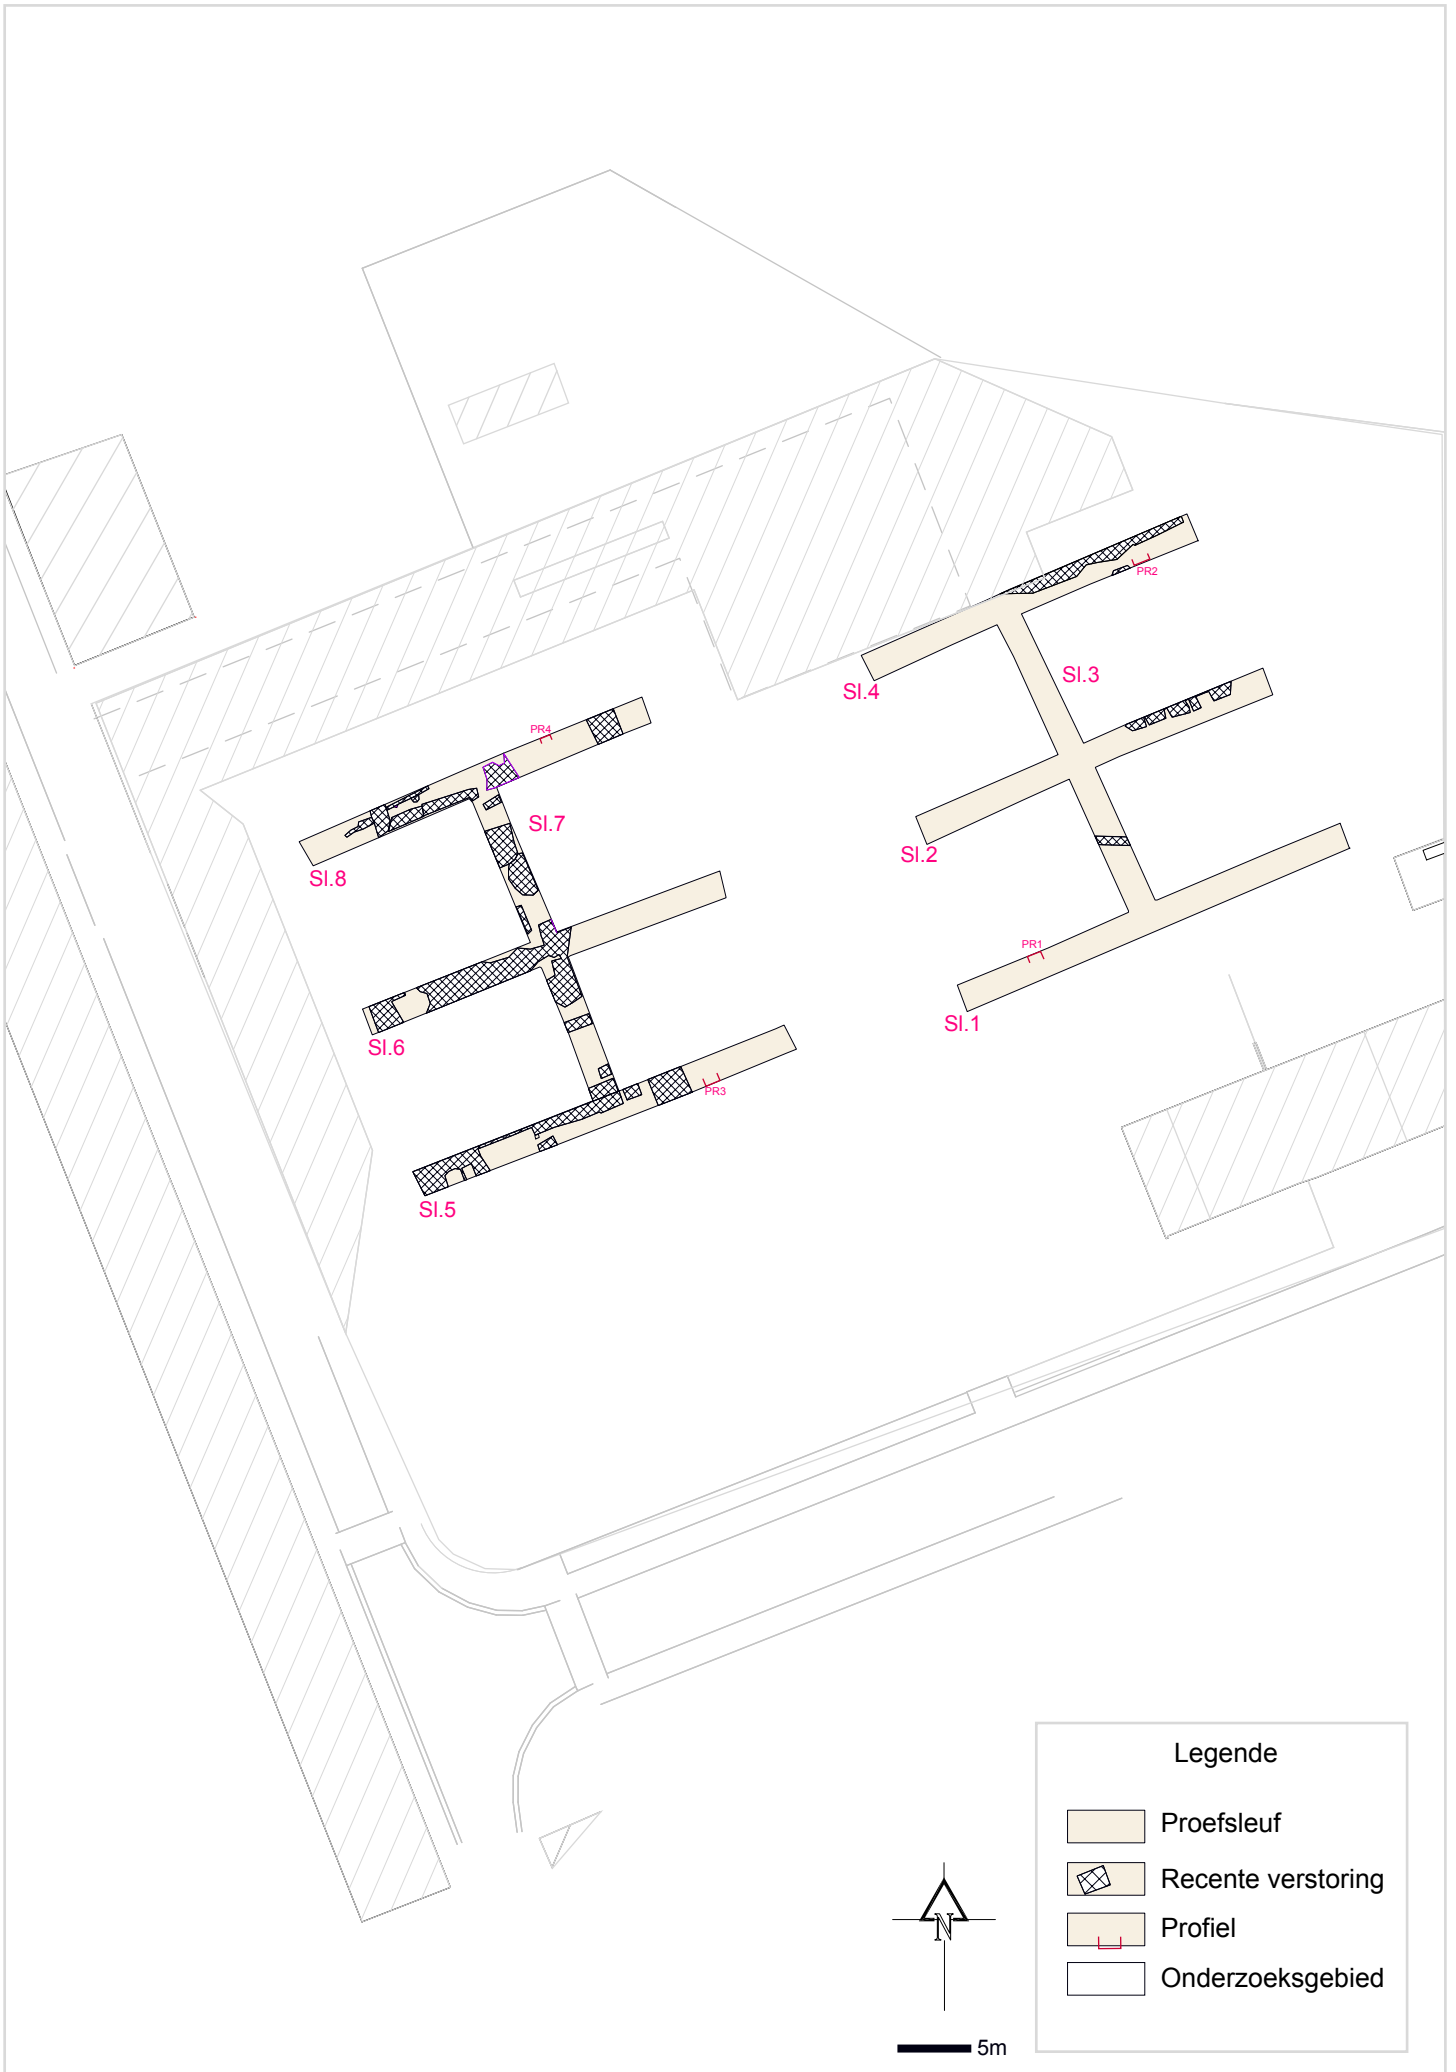 PR2
Sl.3
Sl.4
PR4
Sl.7
Sl.2
Sl.8
PR1
Sl.1
Sl.6
PR3
Sl.5
Legende
Proefsleuf
Recente verstoring
Profiel
Onderzoeksgebied
N
5m